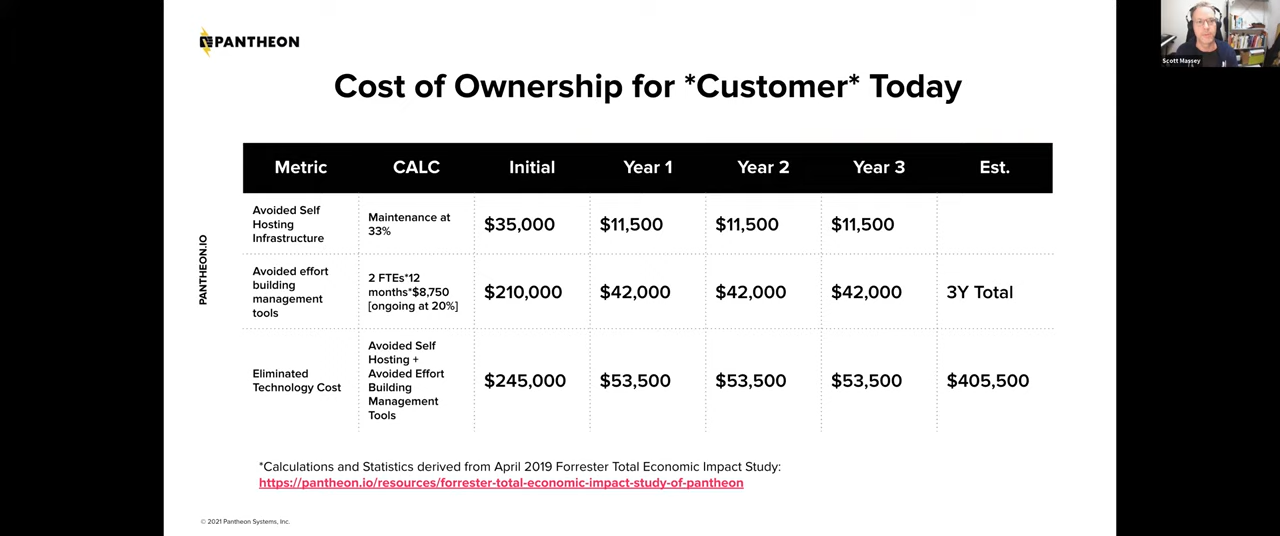 PANTHEON
Scott Massey
Cost of Ownership for *Customer* Today
Metric CALC Initial Year 1 Year 2 Year 3 Est.
Avoided Self
Hosting
Infrastructure
Maintenance at
33%
$35,000 $11,500 $11,500 $11,500
Avoided effort
building
management
tools
2 FTEs*12
months*$8,750
[ongoing at 20%]
$210,000 $42,000 $42,000 $42,000 3Y Total
Eliminated
Technology Cost
Avoided Self
Hosting +
Avoided Effort
Building
Management
Tools
$245,000 $53,500 $53,500 $53,500 $405,500
PANTHEON.IO
*Calculations and Statistics derived from April 2019 Forrester Total Economic Impact Study:
https://pantheon.io/resources/forrester-total-economic-impact-study-of-pantheon
© 2021 Pantheon Systems, Inc.